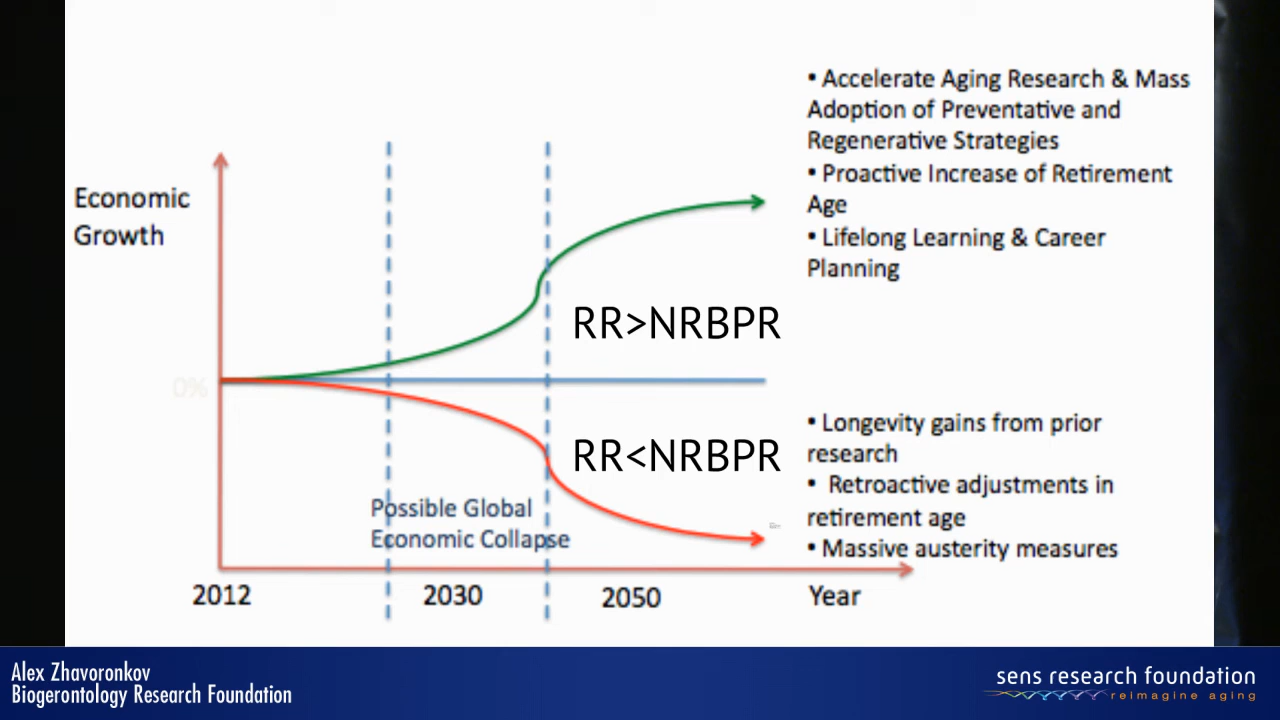 • Accelerate Aging Research & Mass
Adoption of Preventative and
Regenerative Strategies
• Proactive Increase of Retirement
Age
• Lifelong Learning & Career
Planning
Economic
Growth
RR>NRBPR
0%
RR<NRBPR
• Longevity gains from prior
research
• Retroactive adjustments in
retirement age
• Massive austerity measures
Possible Global
Economic Collapse
2012
2030
2050
Year
Alex Zhavoronkov
Biogerontology Research Foundation
sens research foundation
reimagine aging